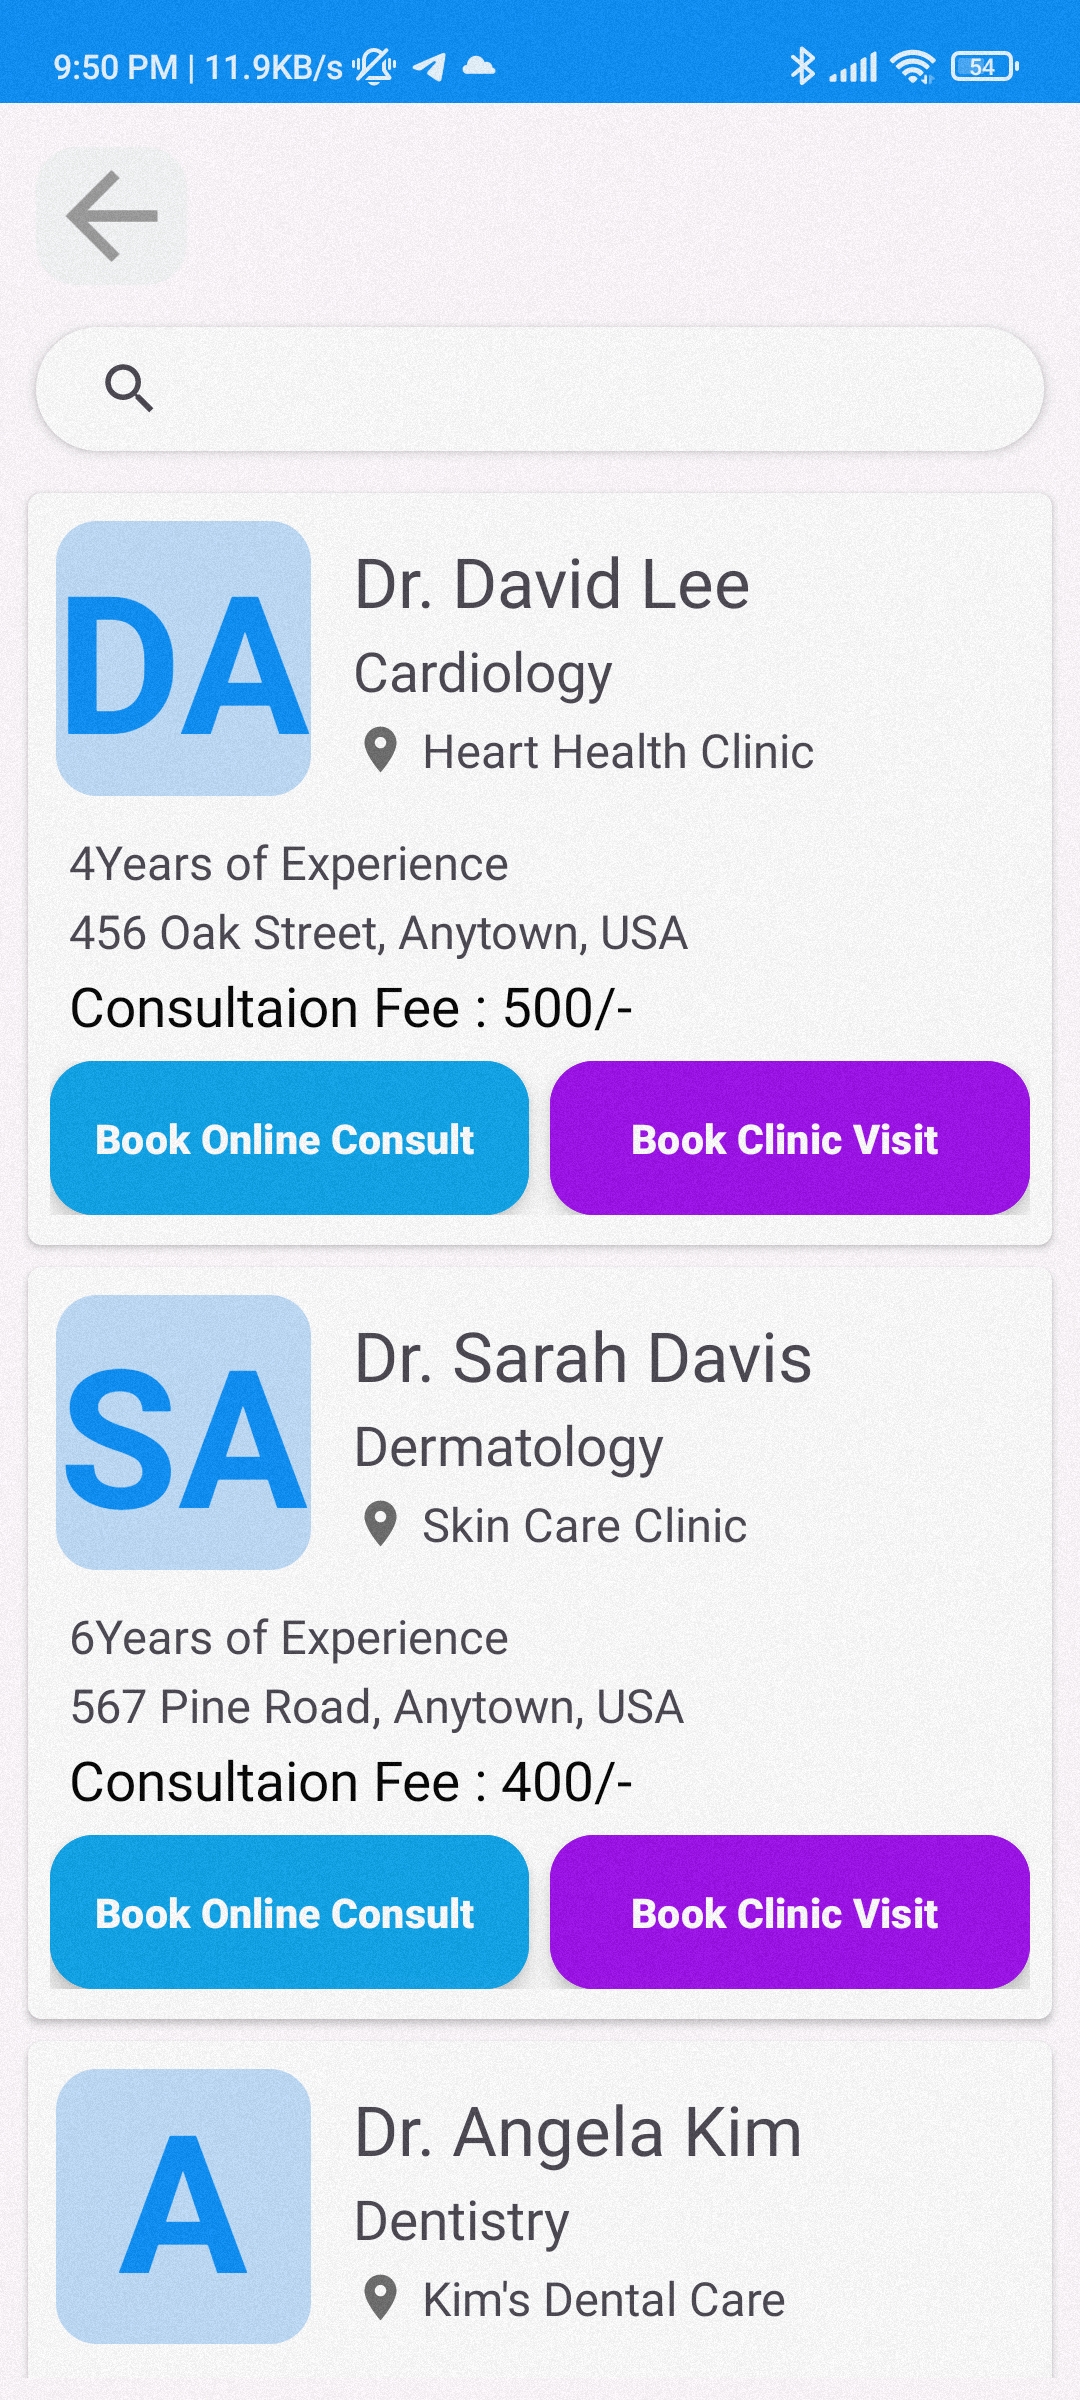 9:50 PM | 11.9KB/s 54
DA
Dr. David Lee
Cardiology
Heart Health Clinic
4Years of Experience
456 Oak Street, Anytown, USA
Consultaion Fee : 500/-
Book Online Consult Book Clinic Visit
SA
Dr. Sarah Davis
Dermatology
Skin Care Clinic
6Years of Experience
567 Pine Road, Anytown, USA
Consultaion Fee : 400/-
Book Online Consult Book Clinic Visit
A
Dr. Angela Kim
Dentistry
Kim's Dental Care